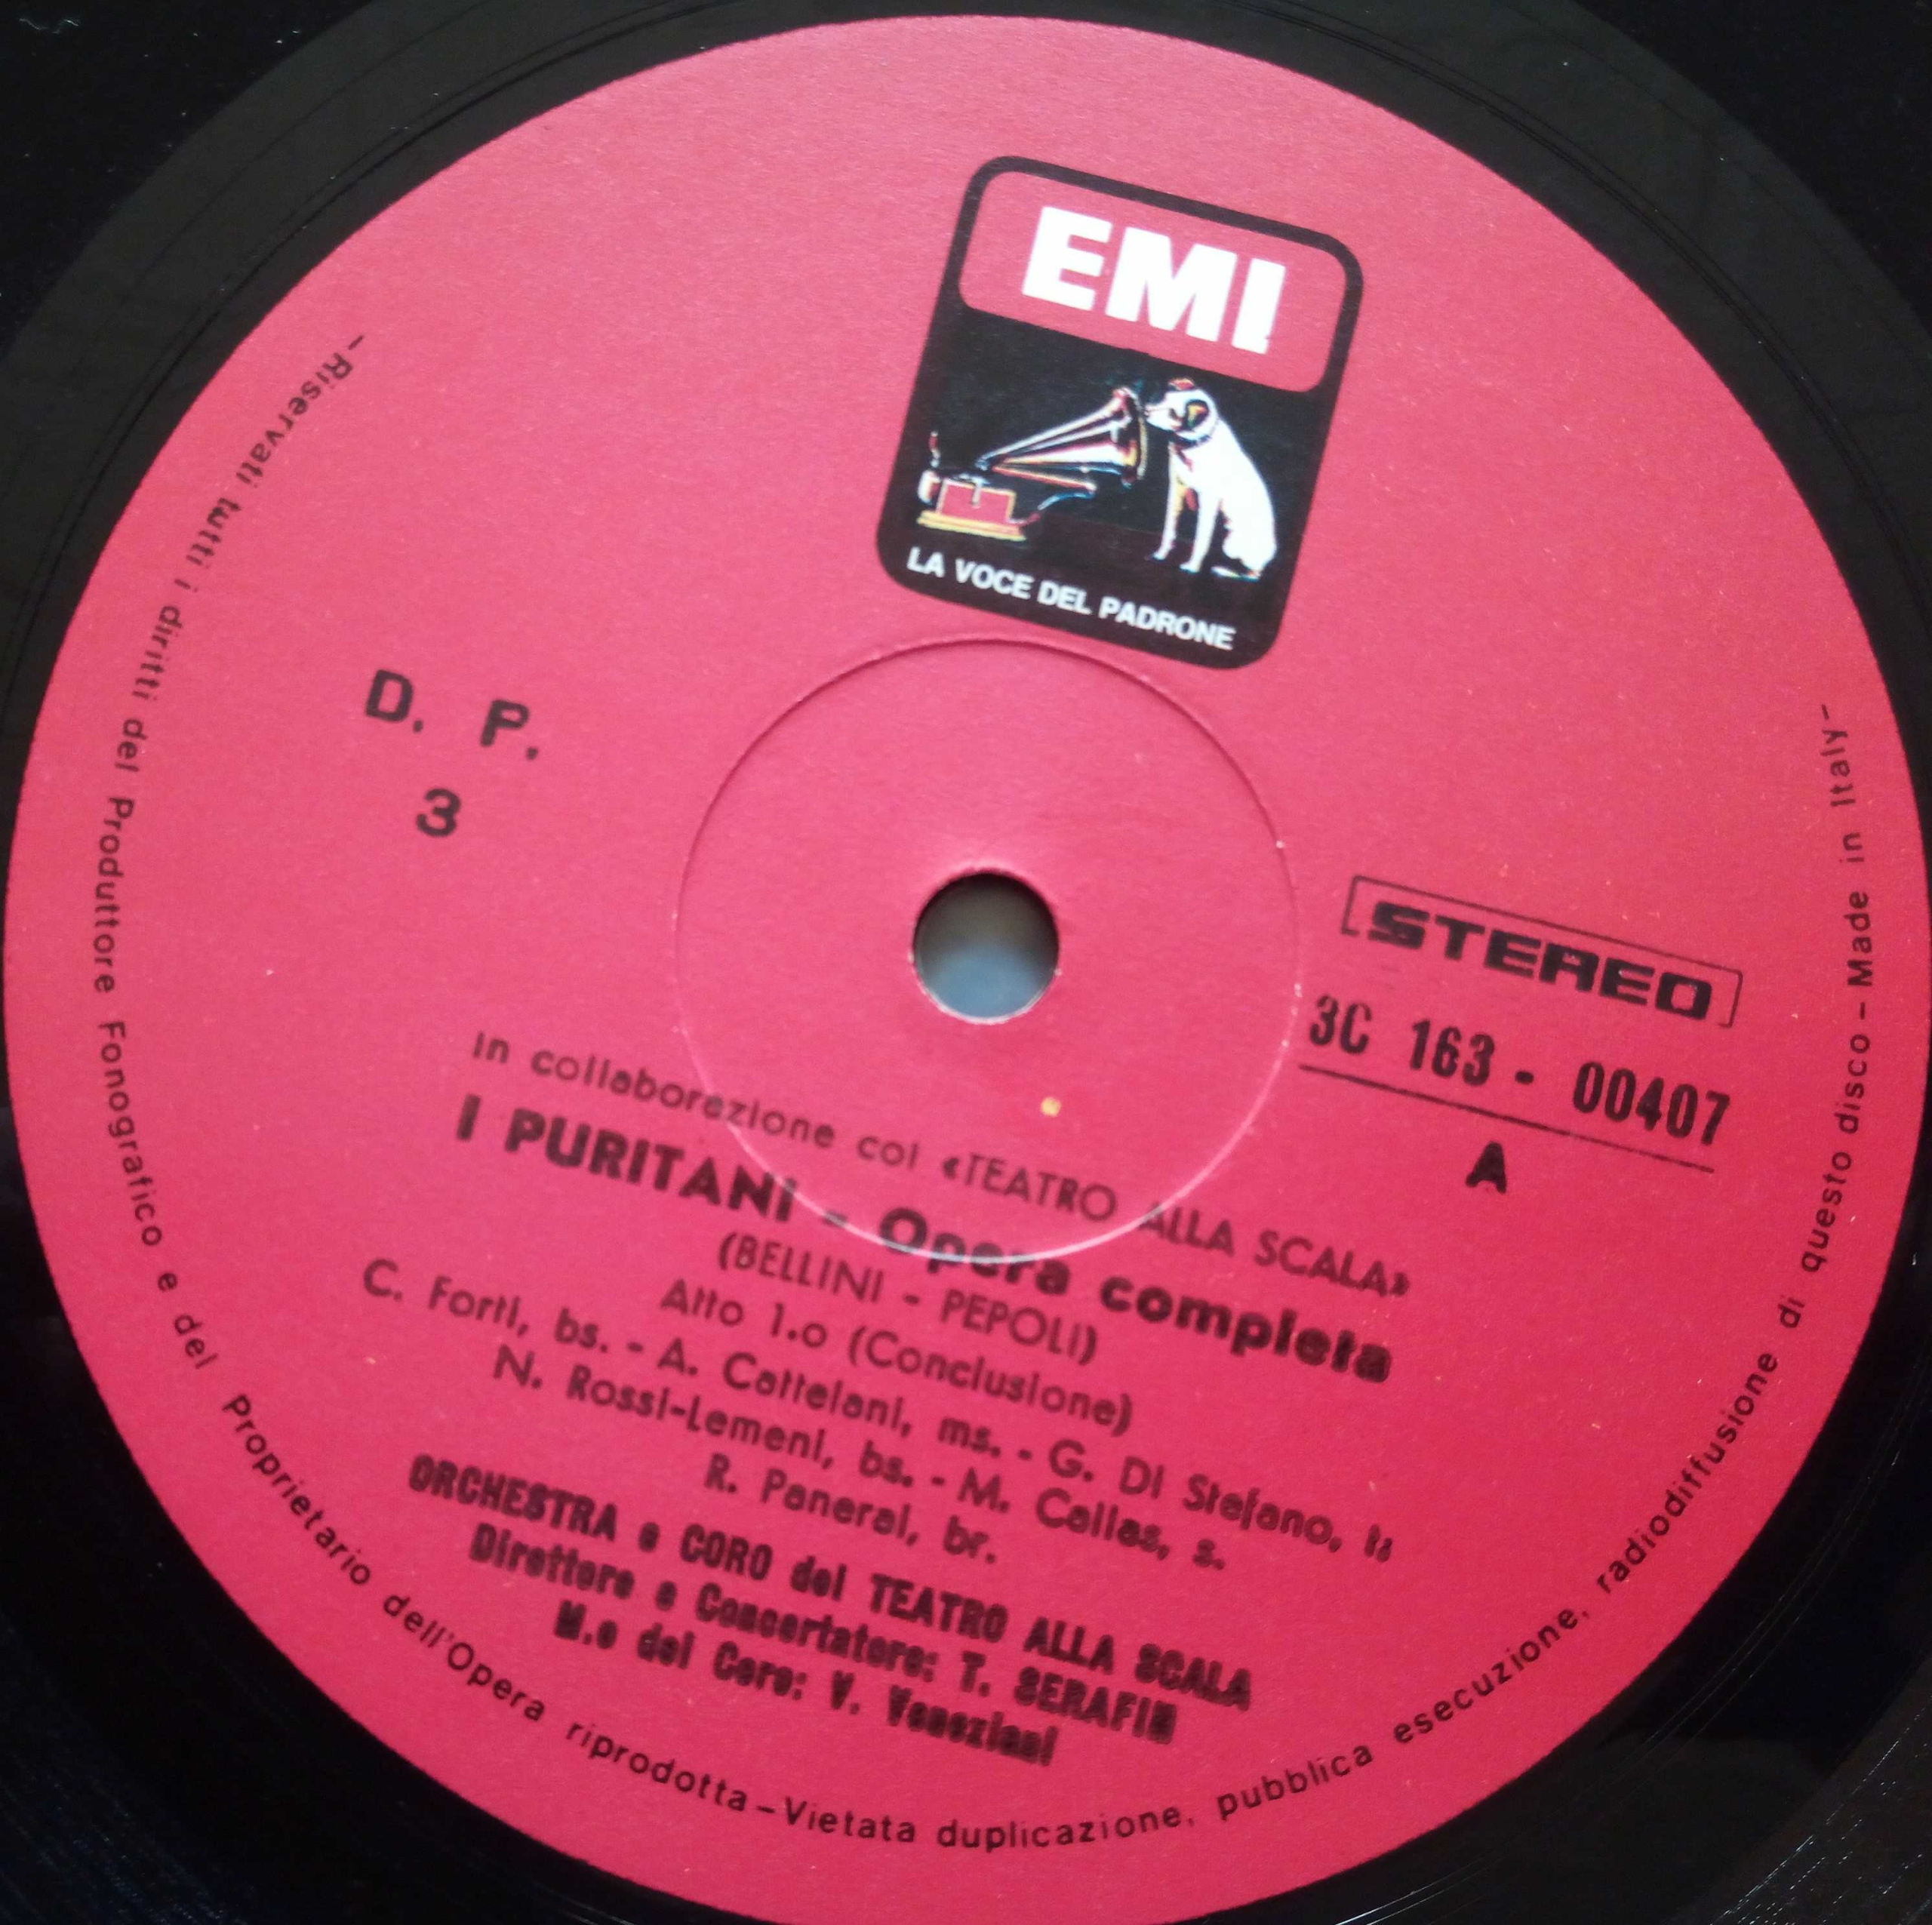 EMI
LA VOCE DEL PADRONE
D. P.
3
STEREO
3C 163 - 00407
A
In collaborazione col «TEATRO ALLA SCALA»
I PURITANI - Opera completa
(BELLINI - PEPOLI)
Atto 1.o (Conclusione)
C. Forti, bs. - A. Cattelani, ms. - G. Di Stefano, t.
N. Rossi-Lemeni, bs. - M. Callas, s.
R. Panerai, br.
ORCHESTRA e CORO del TEATRO ALLA SCALA
Direttore e Concertatore: T. SERAFIN
M.o del Coro: V. Veneziani
-Riservati tutti i diritti del Produttore Fonografico e del Proprietario dell'Opera riprodotta-Vietata duplicazione, pubblica esecuzione, radiodiffusione di questo disco-Made in Italy-